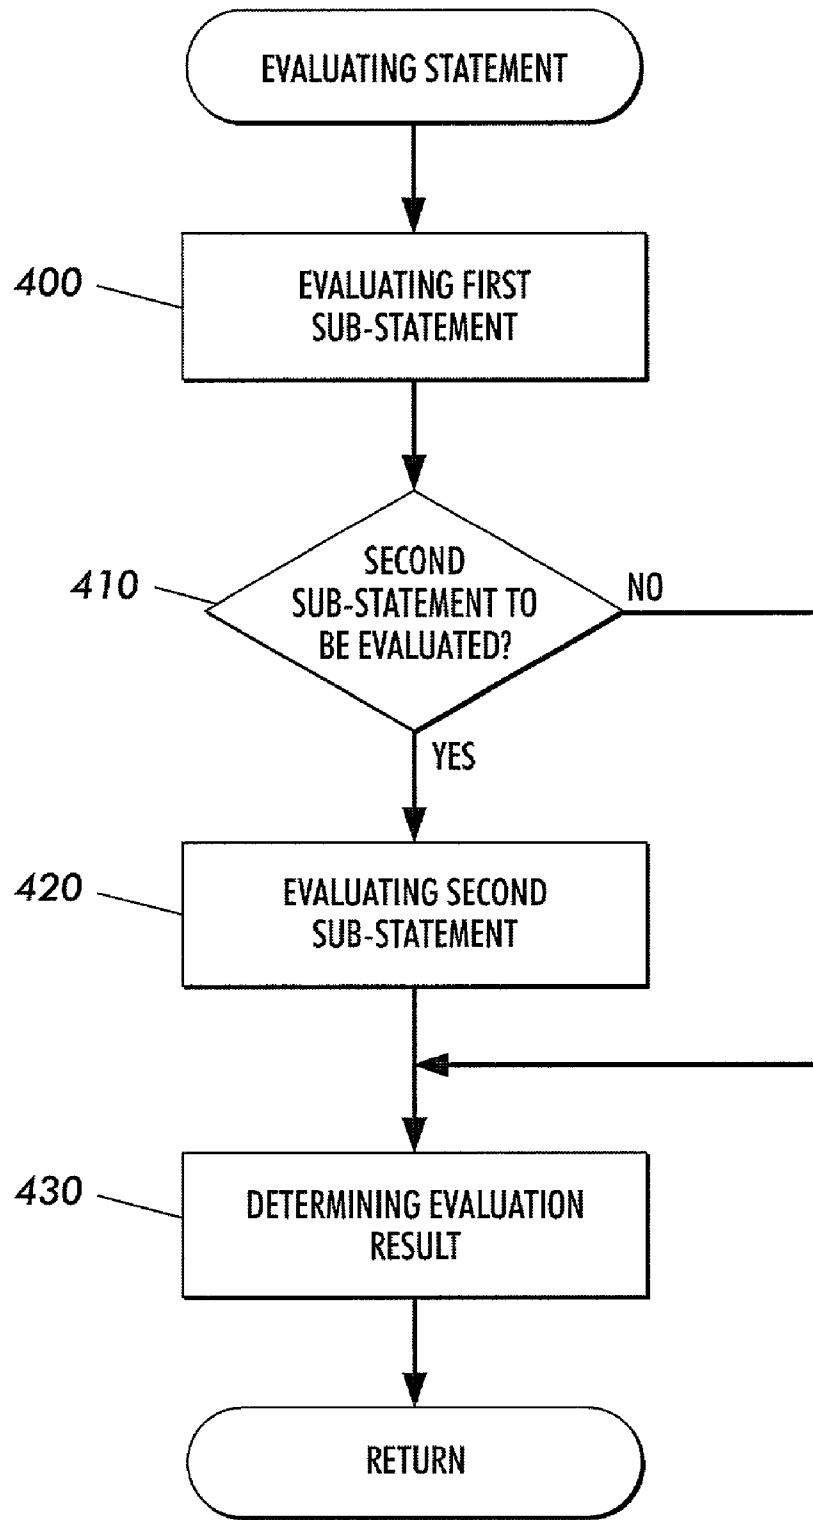 EVALUATING STATEMENT
400
EVALUATING FIRST
SUB-STATEMENT
410
SECOND
SUB-STATEMENT TO
BE EVALUATED?
NO
YES
420
EVALUATING SECOND
SUB-STATEMENT
430
DETERMINING EVALUATION
RESULT
RETURN